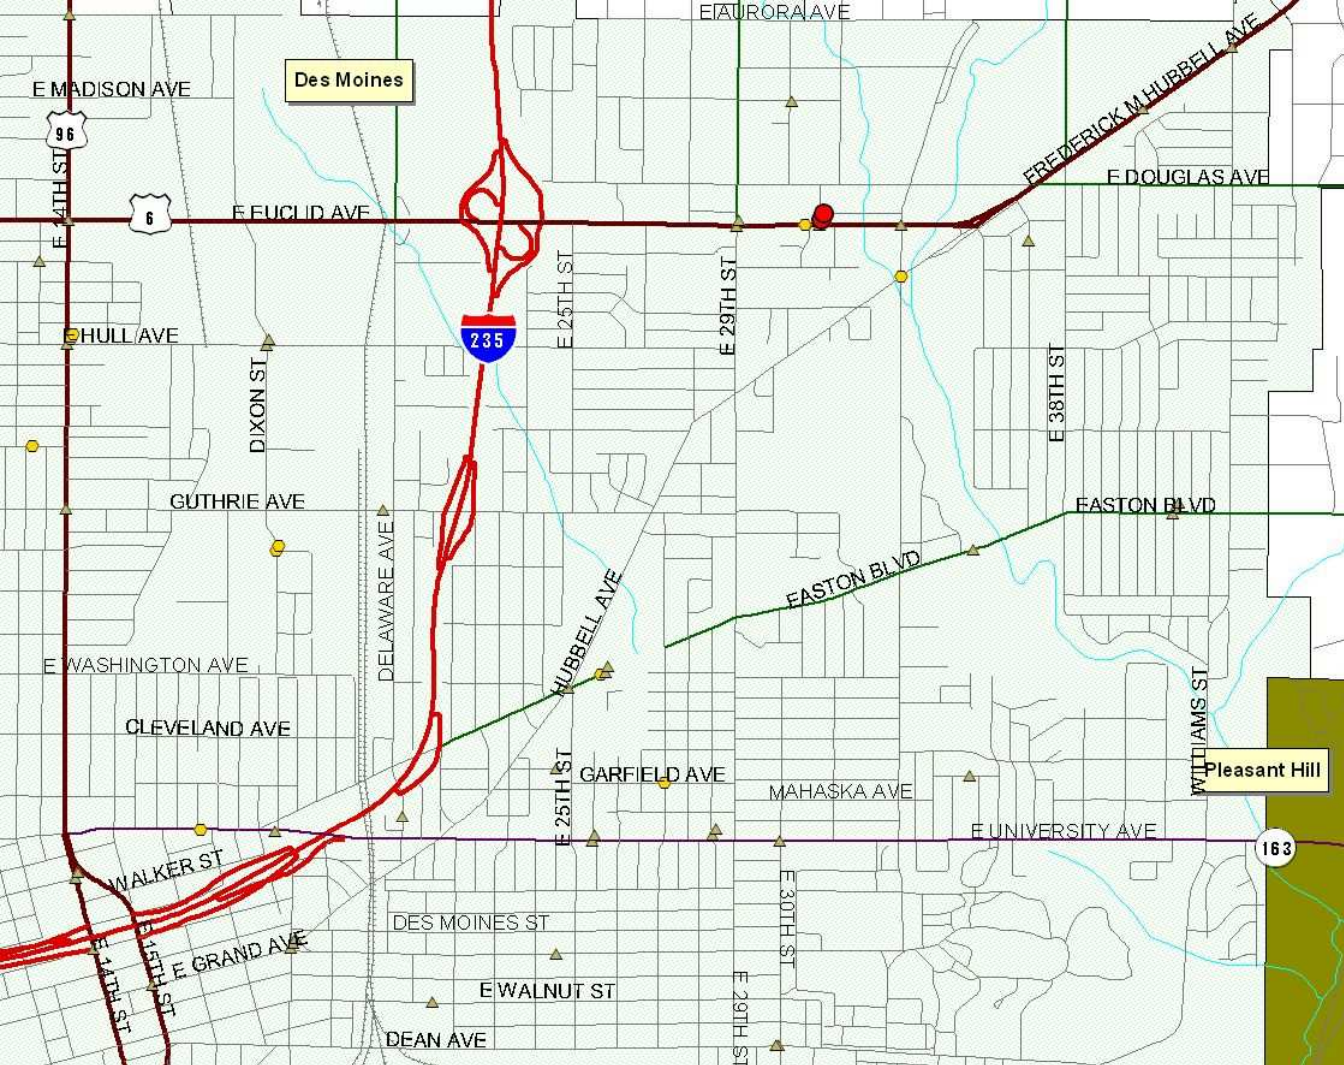 E AURORA AVE
Des Moines
E MADISON AVE
FREDERICK M HUBBELL AVE
96
E 14TH ST
E DOUGLAS AVE
6
E EUCLID AVE
E 25TH ST
E 29TH ST
E HULL AVE
235
DIXON ST
E 38TH ST
GUTHRIE AVE
EASTON BLVD
DELAWARE AVE
EASTON BLVD
HUBBELL AVE
E WASHINGTON AVE
WILLIAMS ST
CLEVELAND AVE
E 25TH ST
GARFIELD AVE
Pleasant Hill
MAHASKA AVE
E UNIVERSITY AVE
163
WALKER ST
E 30TH ST
DES MOINES ST
E 15TH ST
E GRAND AVE
E 14TH ST
E WALNUT ST
E 29TH ST
DEAN AVE